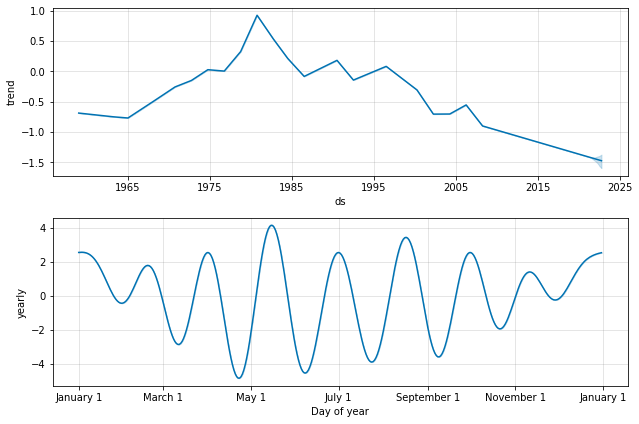 1.0
0.5
0.0
−0.5
−1.0
−1.5
trend
1965 1975 1985 1995 2005 2015 2025
ds
4
2
0
−2
−4
yearly
January 1 March 1 May 1 July 1 September 1 November 1 January 1
Day of year